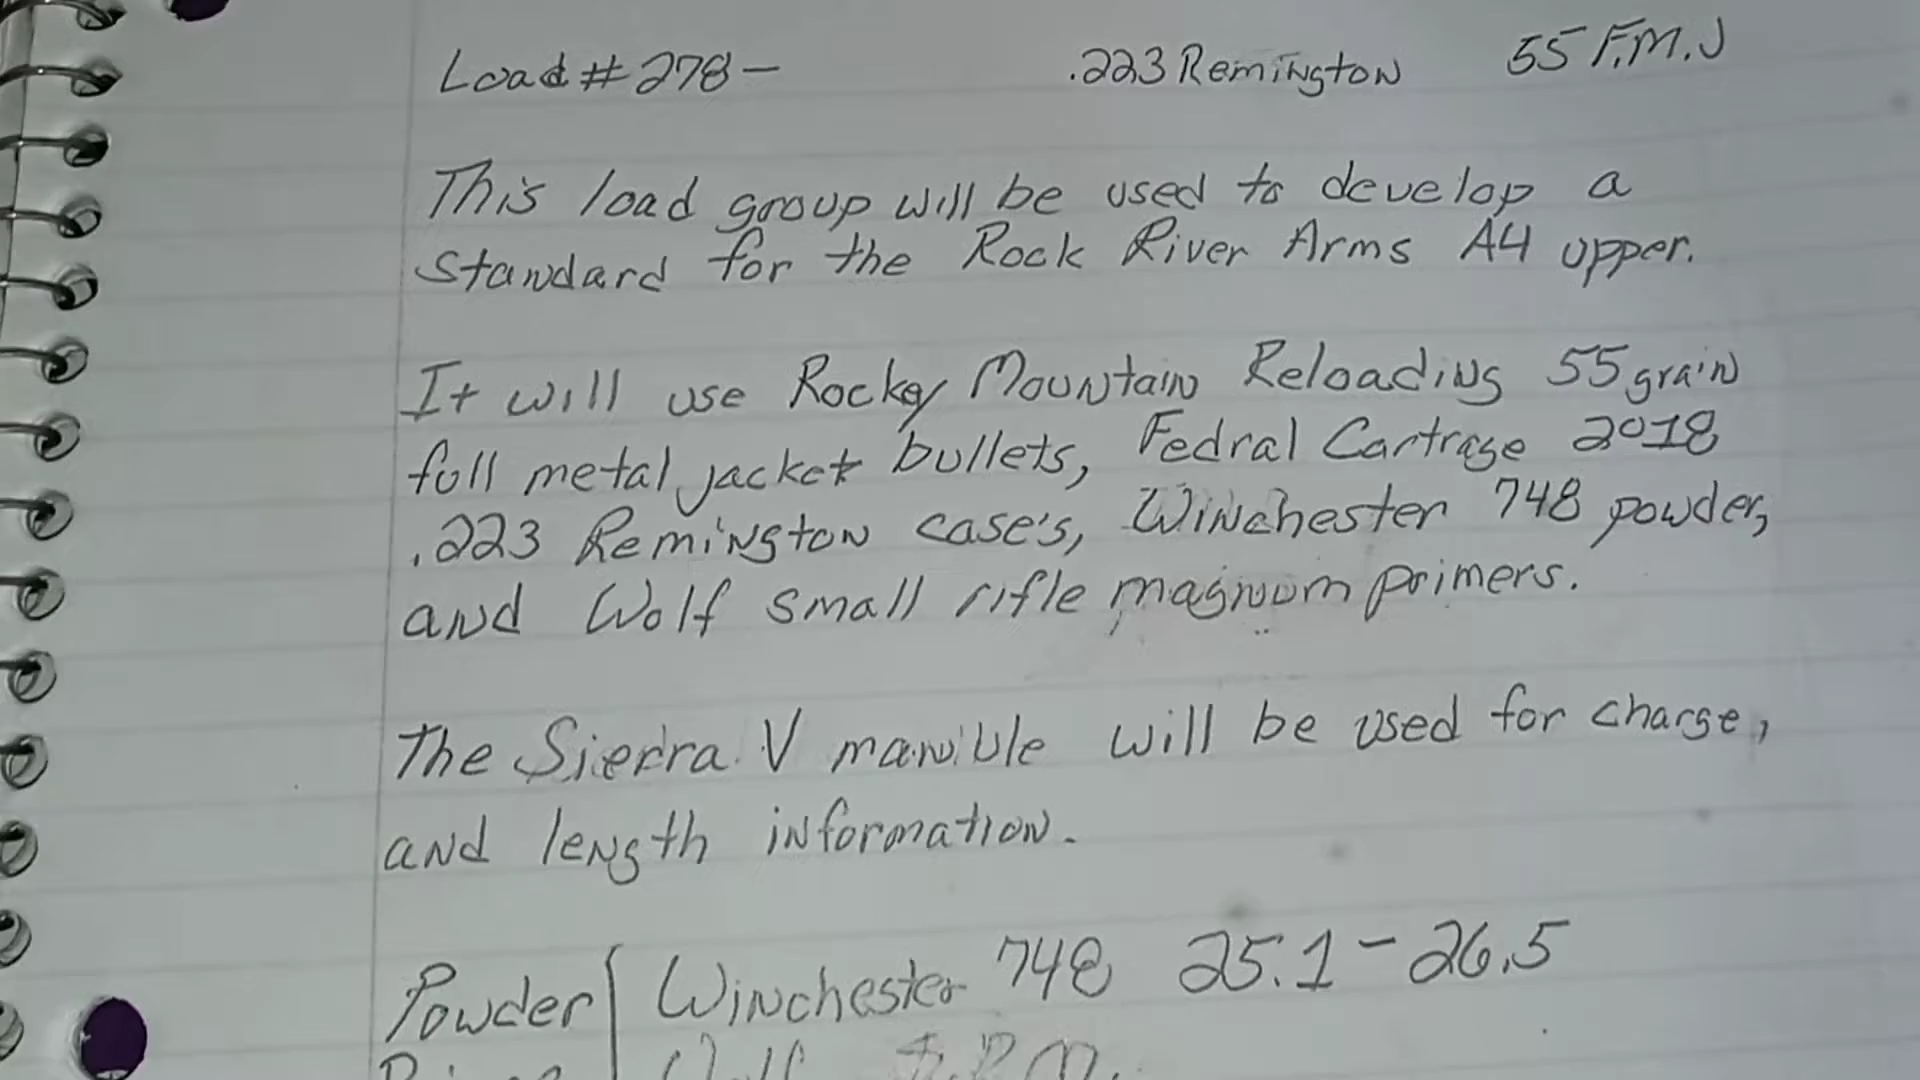 Load # 278 — .223 Remington 55 F.M.J
This load group will be used to develop a
standard for the Rock River Arms A4 upper.
It will use Rocky Mountain Reloading 55 grain
full metal jacket bullets, Fedral Cartrage 2018
.223 Remington case's, Winchester 748 powder,
and Wolf small rifle magnum primers.
The Sierra V manible will be used for charge,
and length information.
Powder Winchester 748 25.1 - 26.5